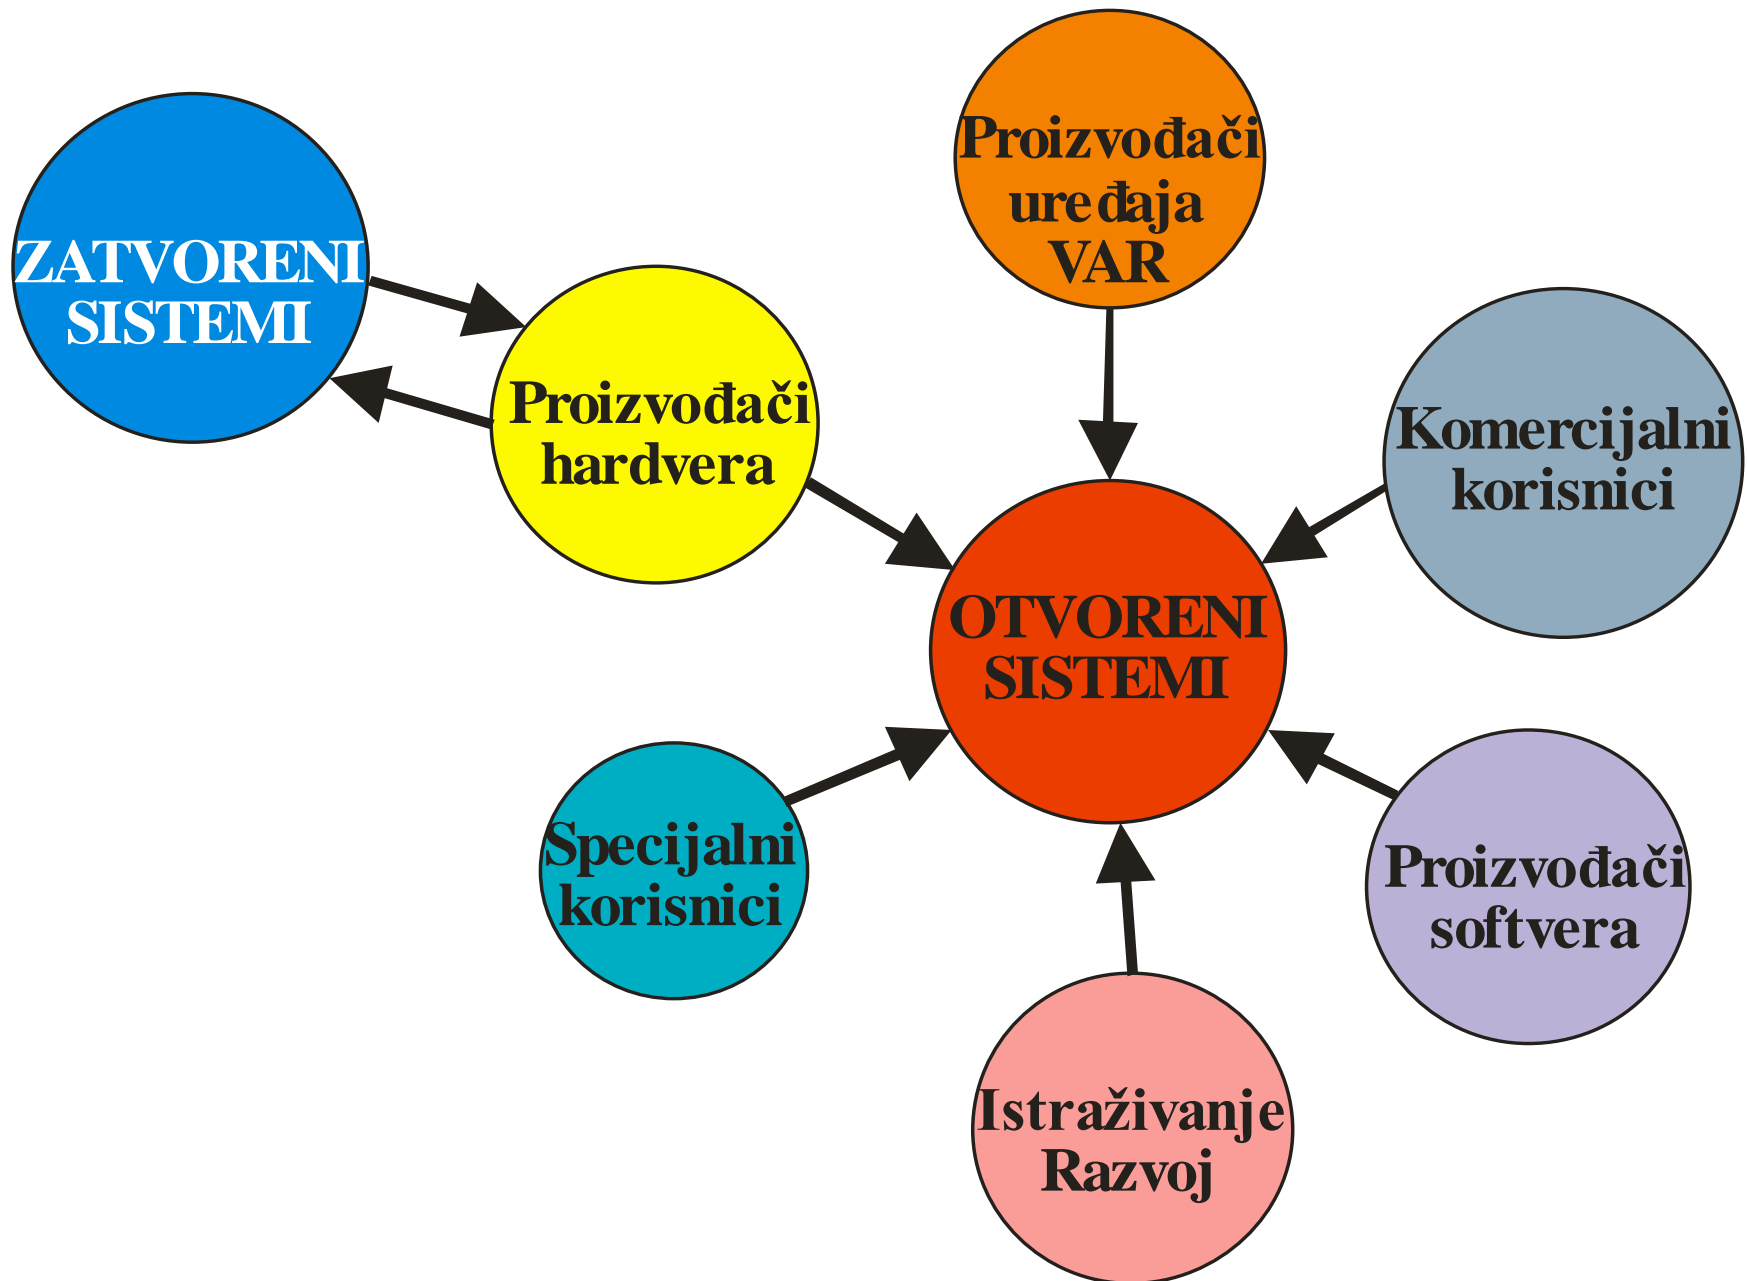 ZATVORENI
SISTEMI
Proizvođači
hardvera
Proizvođači
uređaja
VAR
Komercijalni
korisnici
OTVORENI
SISTEMI
Specijalni
korisnici
Proizvođači
softvera
Istraživanje
Razvoj